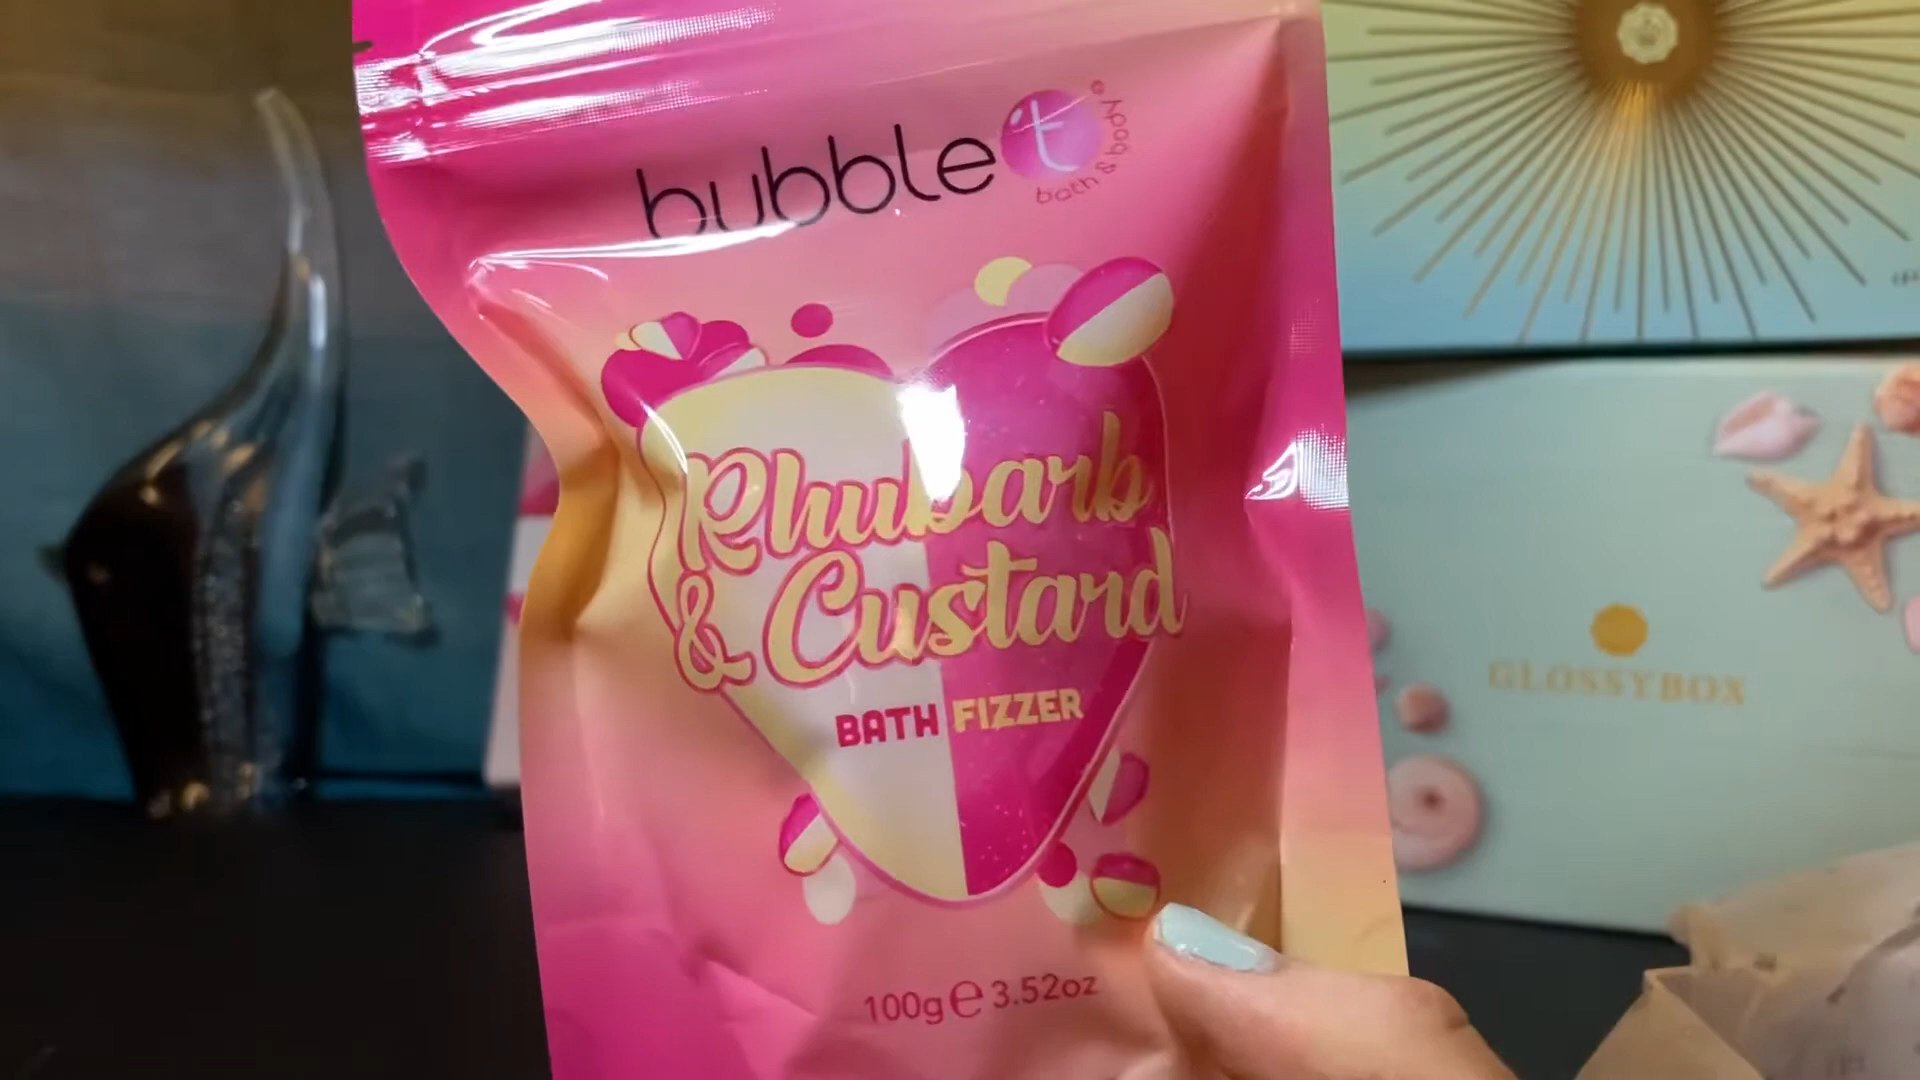 bubble t
bath & body
Rhubarb
& Custard
BATH FIZZER
100g ℮ 3.52oz
GLOSSYBOX